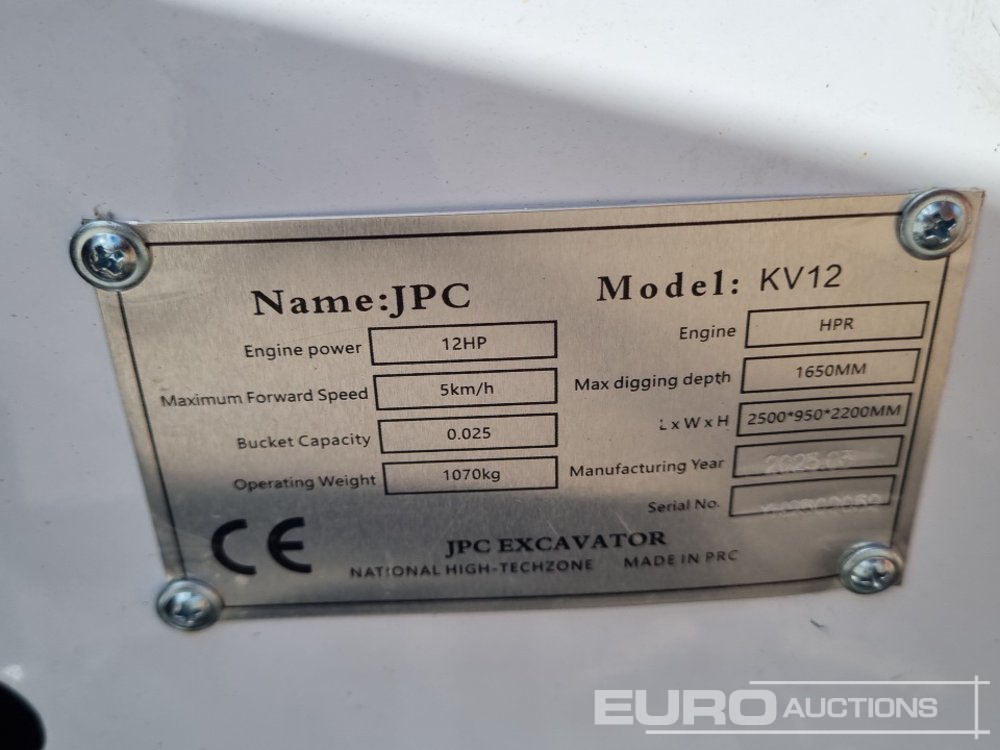 Name:JPC
Model: KV12
Engine power 12HP
Engine HPR
Maximum Forward Speed 5km/h
Max digging depth 1650MM
Bucket Capacity 0.025
L x W x H 2500*950*2200MM
Operating Weight 1070kg
Manufacturing Year 2025.03
Serial No.
CE
JPC EXCAVATOR
NATIONAL HIGH-TECHZONE MADE IN PRC
EURO AUCTIONS